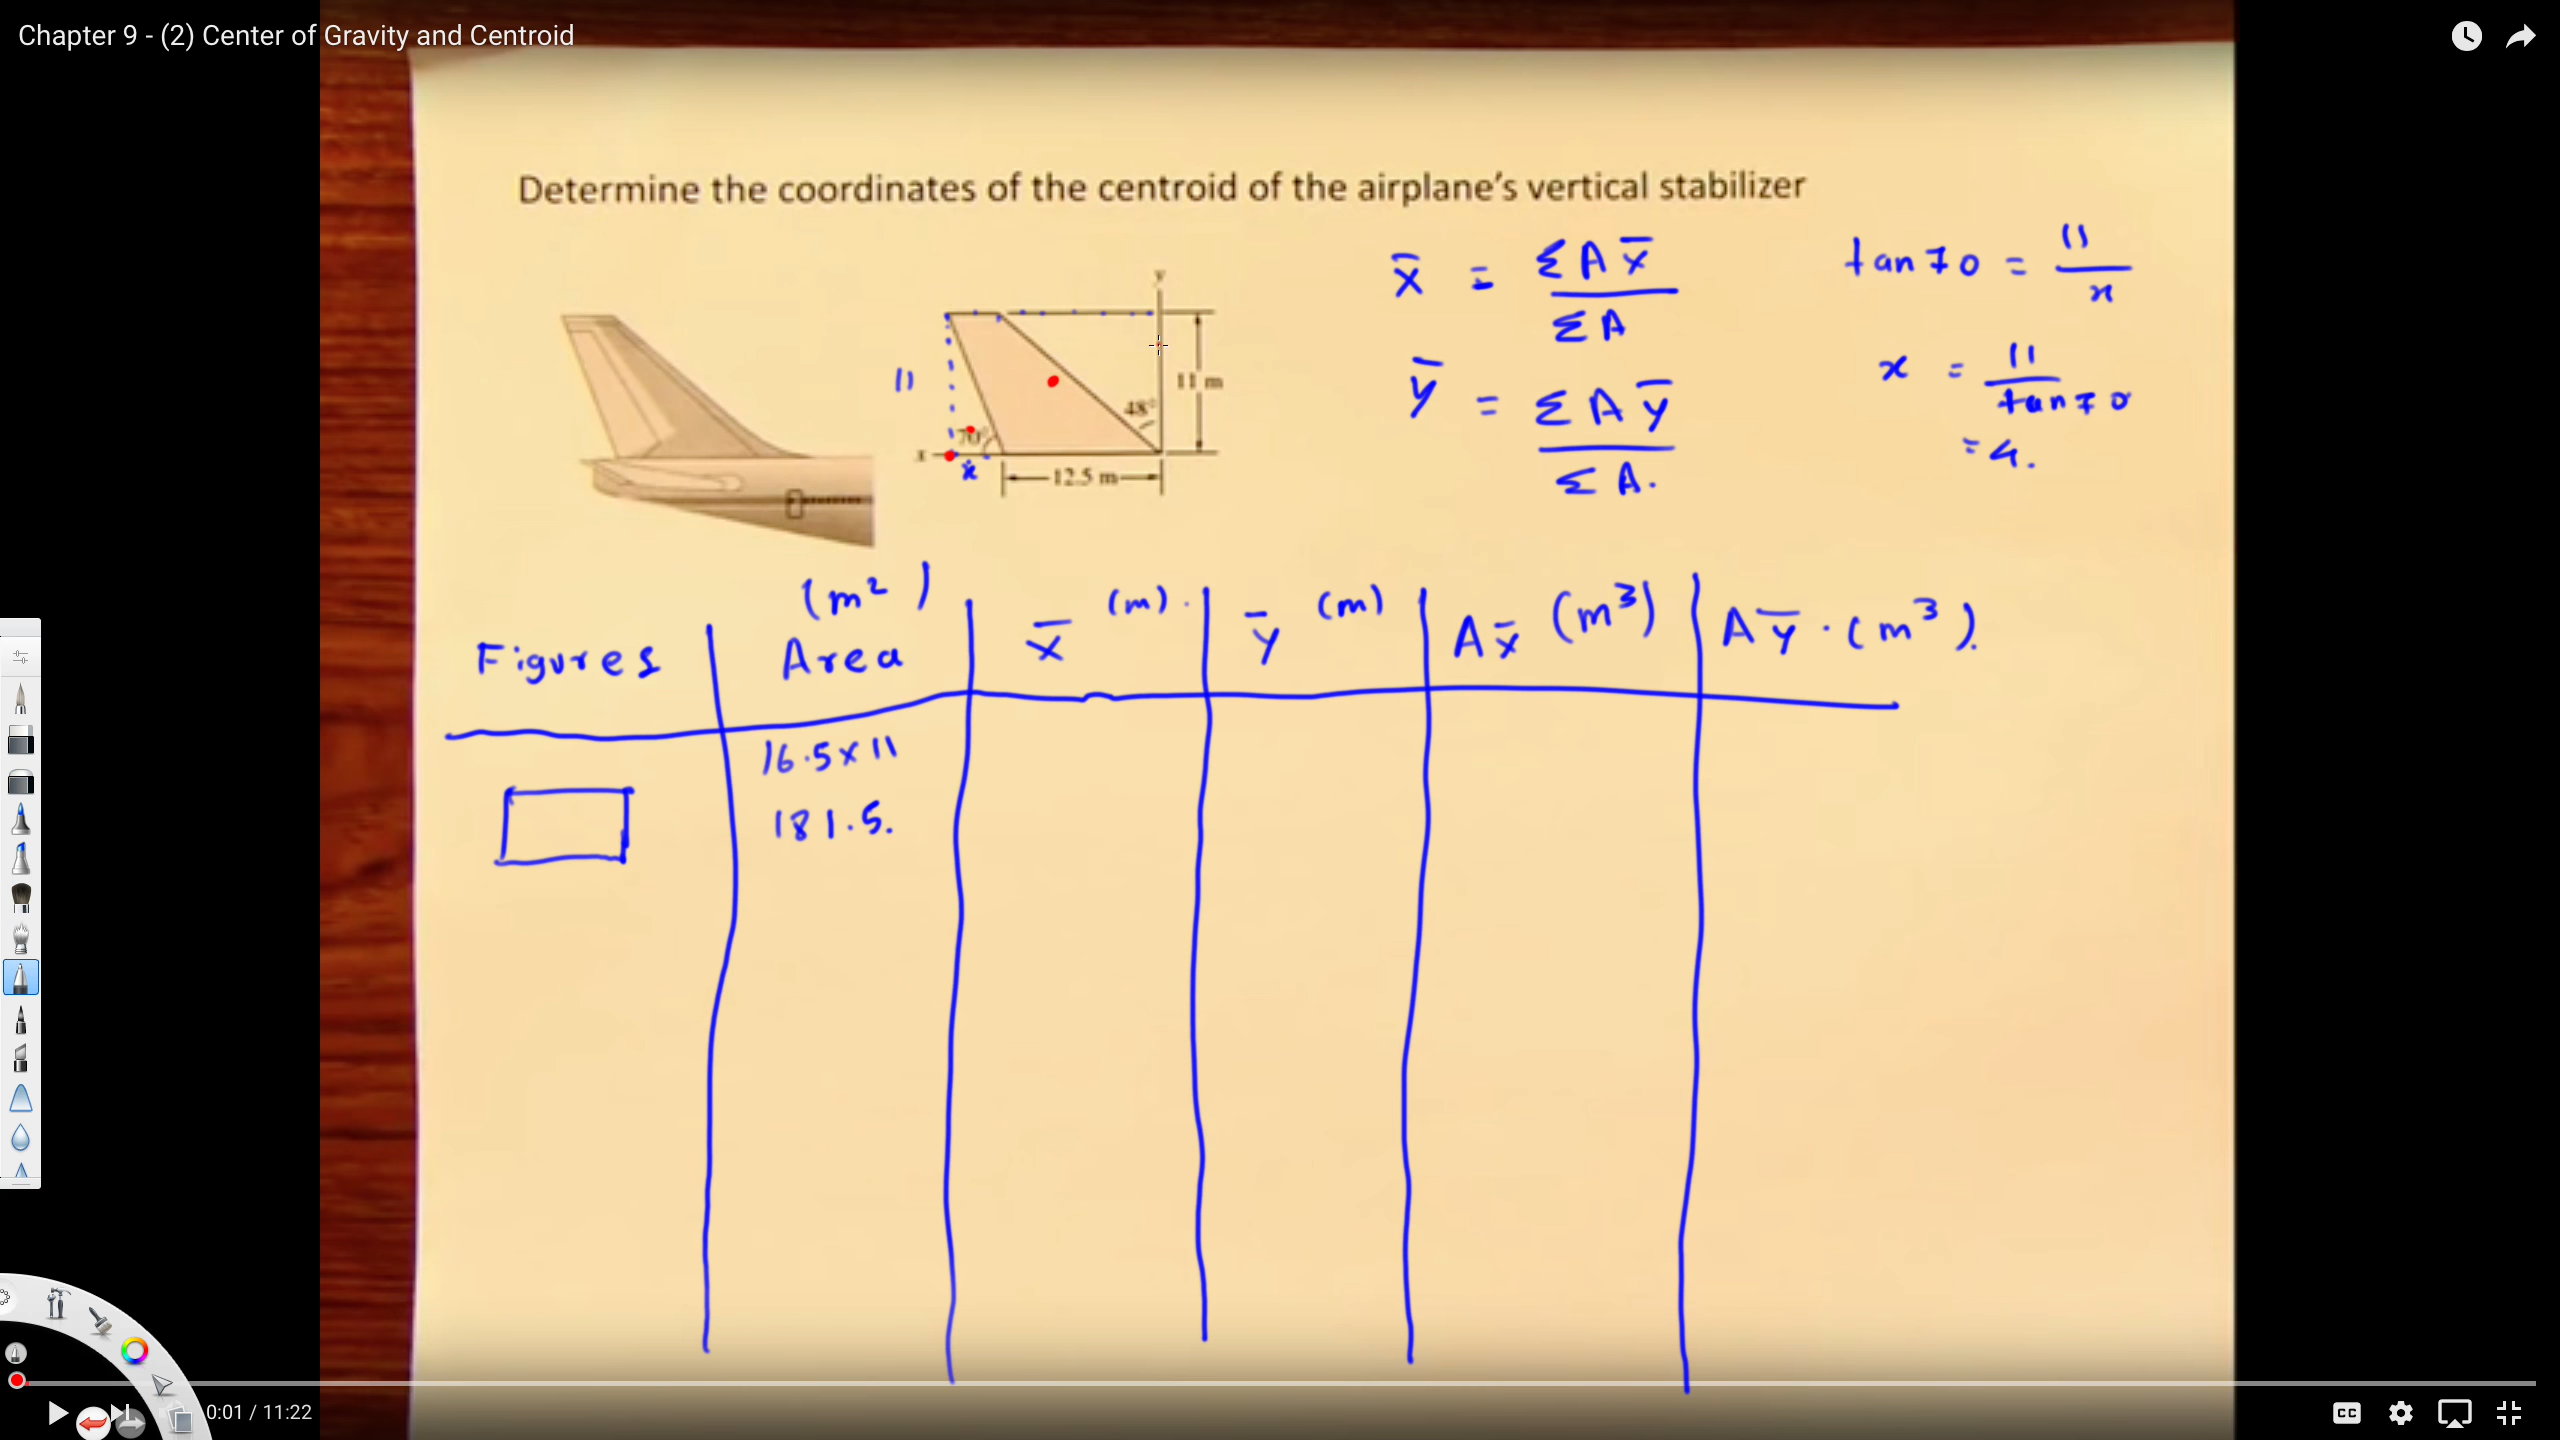 Chapter 9 - (2) Center of Gravity and Centroid
Determine the coordinates of the centroid of the airplane's vertical stabilizer
x̄ = ΣAx̄ / ΣA
ȳ = ΣAȳ / ΣA.
tan 70 = 11 / x
x = 11 / tan 70
= 4.
y
11
11 m
48°
70°
x
x
12.5 m
Figures
(m²)
Area
x̄ (m).
ȳ (m)
Ax̄ (m³)
Aȳ . (m³).
16.5 x 11
181.5.
0:01 / 11:22
CC